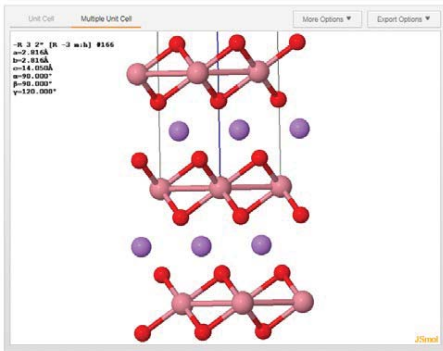 Unit Cell
Multiple Unit Cell
More Options ▼
Export Options ▼
-R 3 2" [R -3 m:h] #166
a=2.816Å
b=2.816Å
c=14.050Å
α=90.000°
β=90.000°
γ=120.000°
JSmol